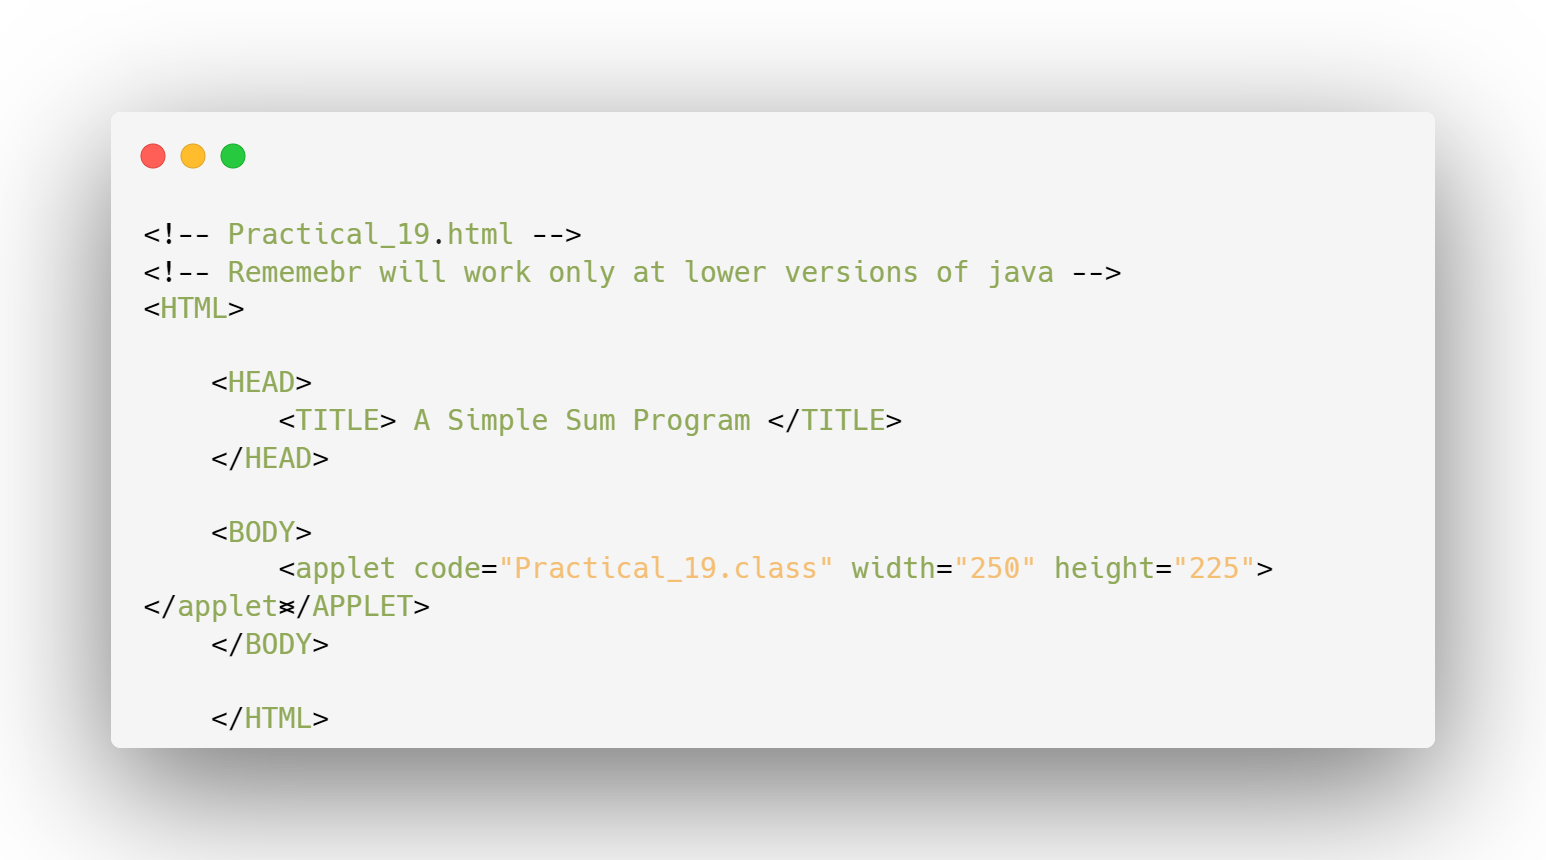 <!-- Practical_19.html -->
<!-- Rememebr will work only at lower versions of java -->
<HTML>
<HEAD>
<TITLE> A Simple Sum Program </TITLE>
</HEAD>
<BODY>
<applet code="Practical_19.class" width="250" height="225">
</applet></APPLET>
</BODY>
</HTML>